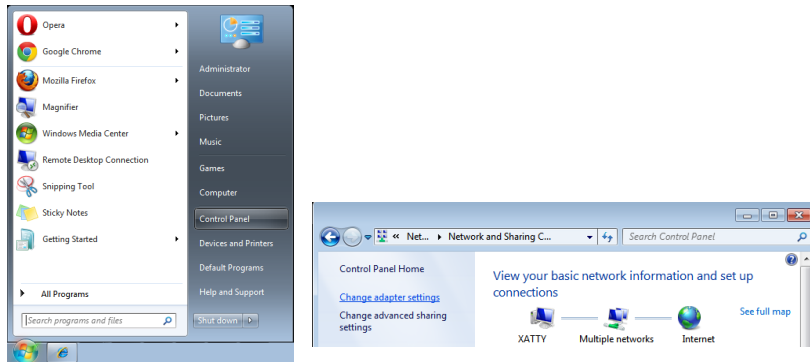 Opera
Google Chrome
Mozilla Firefox
Magnifier
Windows Media Center
Remote Desktop Connection
Snipping Tool
Sticky Notes
Getting Started
All Programs
Search programs and files
Administrator
Documents
Pictures
Music
Games
Computer
Control Panel
Devices and Printers
Default Programs
Help and Support
Shut down
« Net... Network and Sharing C...
Search Control Panel
Control Panel Home
Change adapter settings
Change advanced sharing
settings
View your basic network information and set up
connections
See full map
XATTY Multiple networks Internet